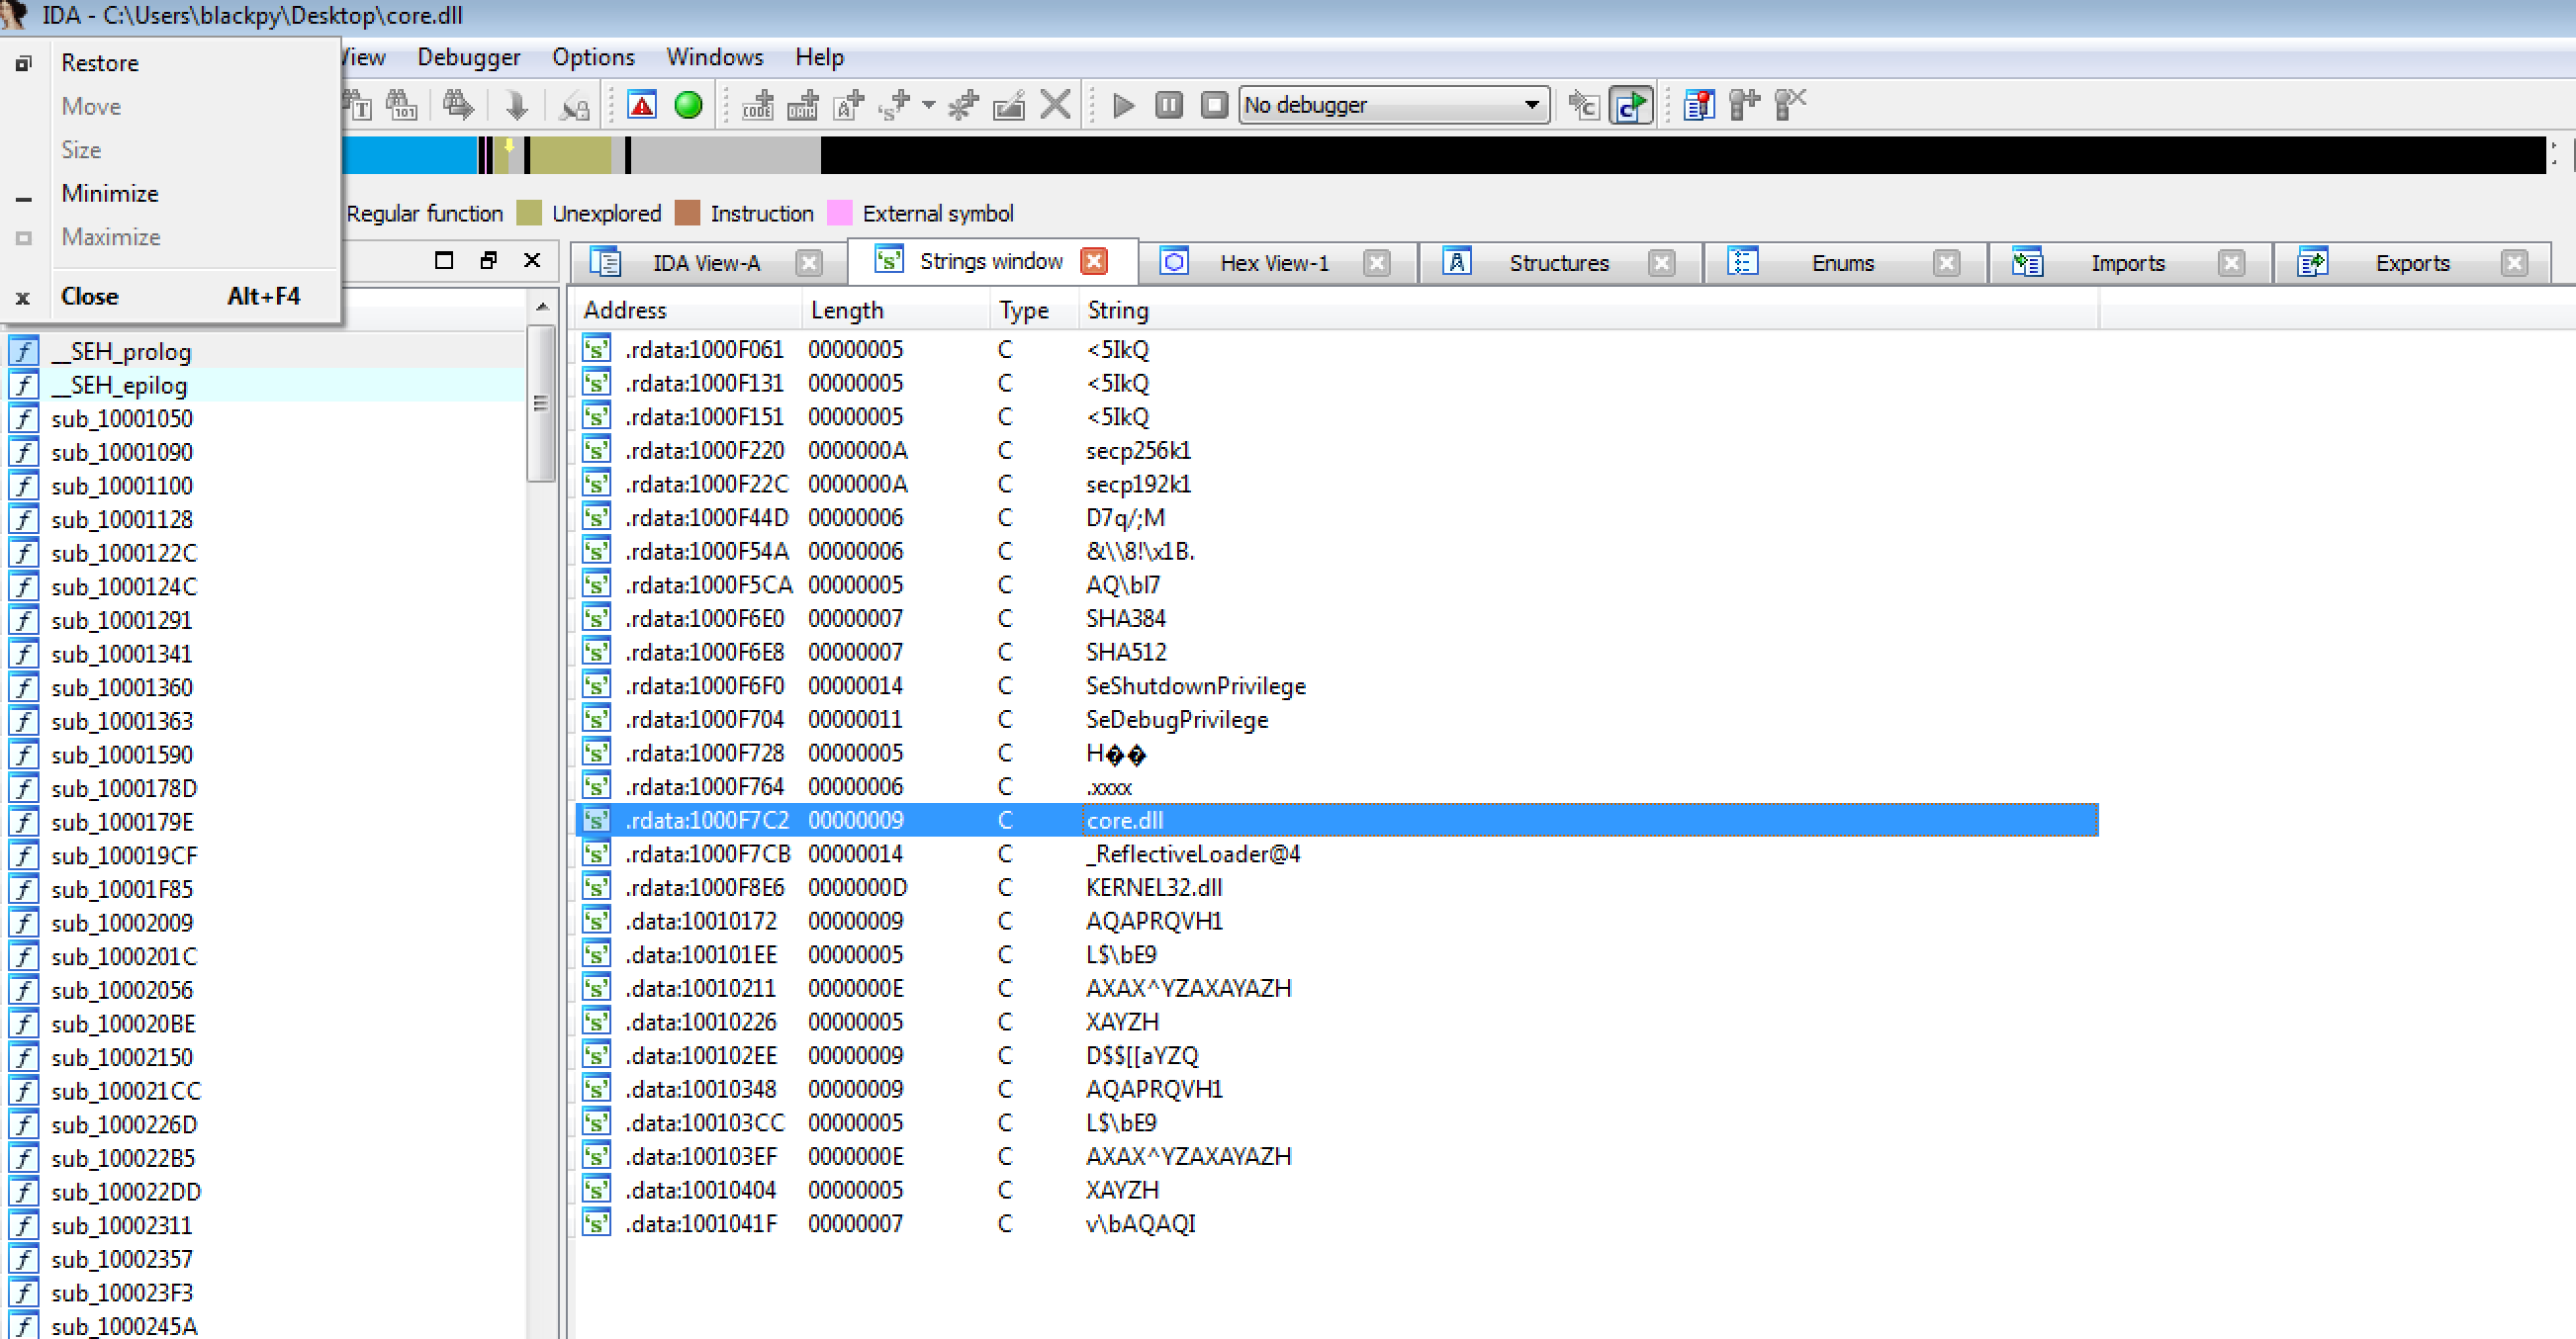 IDA - C:\Users\blackpy\Desktop\core.dll
Restore
Move
Size
Minimize
Maximize
Close Alt+F4
View Debugger Options Windows Help
No debugger
Regular function Unexplored Instruction External symbol
IDA View-A Strings window Hex View-1 Structures Enums Imports Exports
__SEH_prolog
__SEH_epilog
sub_10001050
sub_10001090
sub_10001100
sub_10001128
sub_1000122C
sub_1000124C
sub_10001291
sub_10001341
sub_10001360
sub_10001363
sub_10001590
sub_1000178D
sub_1000179E
sub_100019CF
sub_10001F85
sub_10002009
sub_1000201C
sub_10002056
sub_100020BE
sub_10002150
sub_100021CC
sub_1000226D
sub_100022B5
sub_100022DD
sub_10002311
sub_10002357
sub_100023F3
sub_1000245A
Address Length Type String
.rdata:1000F061 00000005 C <5IkQ
.rdata:1000F131 00000005 C <5IkQ
.rdata:1000F151 00000005 C <5IkQ
.rdata:1000F220 0000000A C secp256k1
.rdata:1000F22C 0000000A C secp192k1
.rdata:1000F44D 00000006 C D7q/;M
.rdata:1000F54A 00000006 C &\\8!\x1B.
.rdata:1000F5CA 00000005 C AQ\bl7
.rdata:1000F6E0 00000007 C SHA384
.rdata:1000F6E8 00000007 C SHA512
.rdata:1000F6F0 00000014 C SeShutdownPrivilege
.rdata:1000F704 00000011 C SeDebugPrivilege
.rdata:1000F728 00000005 C H��
.rdata:1000F764 00000006 C .xxxx
.rdata:1000F7C2 00000009 C core.dll
.rdata:1000F7CB 00000014 C _ReflectiveLoader@4
.rdata:1000F8E6 0000000D C KERNEL32.dll
.data:10010172 00000009 C AQAPRQVH1
.data:100101EE 00000005 C L$\bE9
.data:10010211 0000000E C AXAX^YZAXAYAZH
.data:10010226 00000005 C XAYZH
.data:100102EE 00000009 C D$$[[aYZQ
.data:10010348 00000009 C AQAPRQVH1
.data:100103CC 00000005 C L$\bE9
.data:100103EF 0000000E C AXAX^YZAXAYAZH
.data:10010404 00000005 C XAYZH
.data:1001041F 00000007 C v\bAQAQI